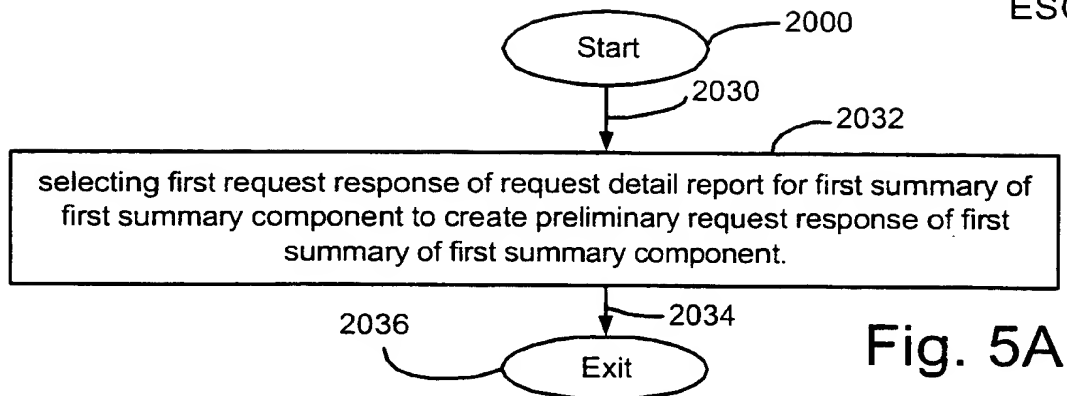 ESC
Start
2000
2030
2032
selecting first request response of request detail report for first summary of
first summary component to create preliminary request response of first
summary of first summary component.
2034
2036
Exit
Fig. 5A